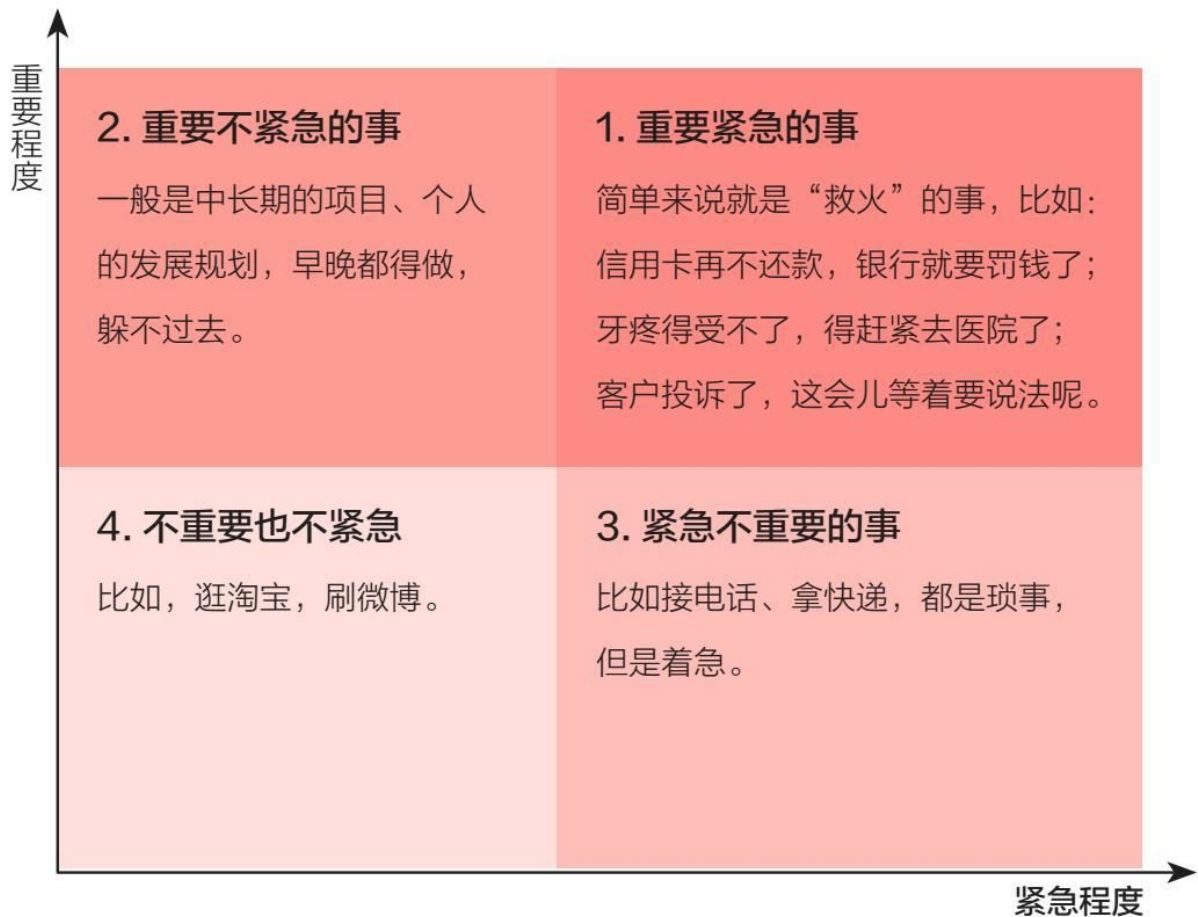 重要程度
2. 重要不紧急的事
一般是中长期的项目、个人
的发展规划，早晚都得做，
躲不过去。
1. 重要紧急的事
简单来说就是“救火”的事，比如：
信用卡再不还款，银行就要罚钱了；
牙疼得受不了，得赶紧去医院了；
客户投诉了，这会儿等着要说法呢。
4. 不重要也不紧急
比如，逛淘宝，刷微博。
3. 紧急不重要的事
比如接电话、拿快递，都是琐事，
但是着急。
紧急程度